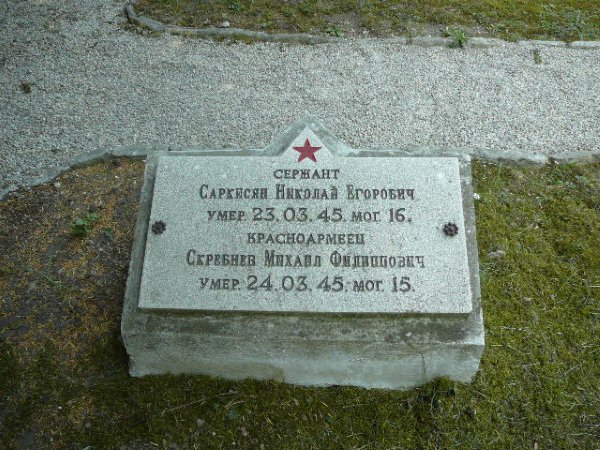 СЕРЖАНТ
Саркисян Николай Егорович
умер. 23.03.45. мог. 16.
КРАСНОАРМЕЕЦ
Скребнев Михаил Филиппович
умер. 24.03.45. мог. 15.